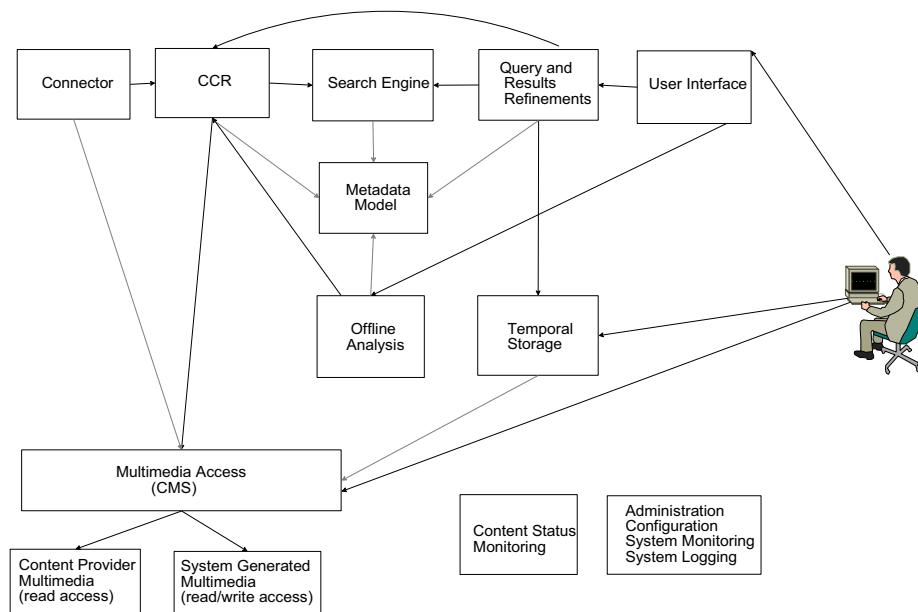 Connector
CCR
Search Engine
Query and
Results
Refinements
User Interface
Metadata
Model
Offline
Analysis
Temporal
Storage
Multimedia Access
(CMS)
Content Provider
Multimedia
(read access)
System Generated
Multimedia
(read/write access)
Content Status
Monitoring
Administration
Configuration
System Monitoring
System Logging